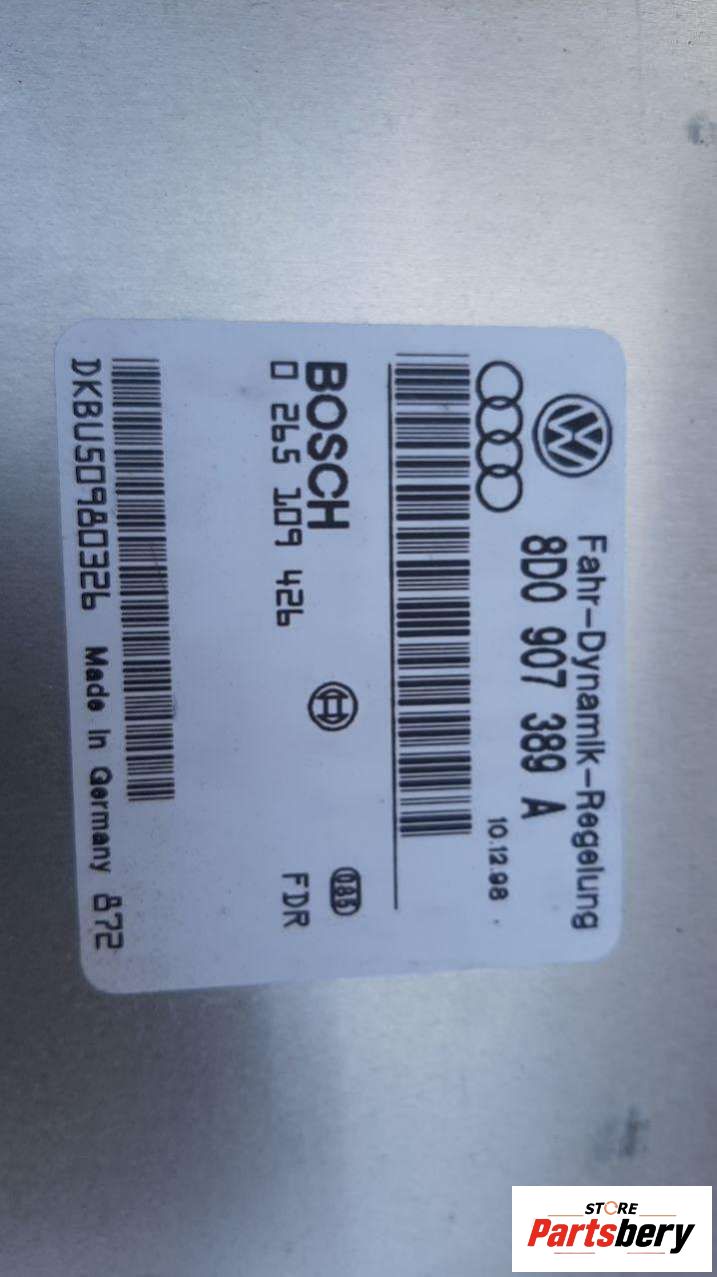 Fahr-Dynamik-Regelung
8D0 907 389 A
10.12.98
BOSCH
0 265 109 426
FDR
DKBU50980326 Made In Germany 872
STORE
Partsbery